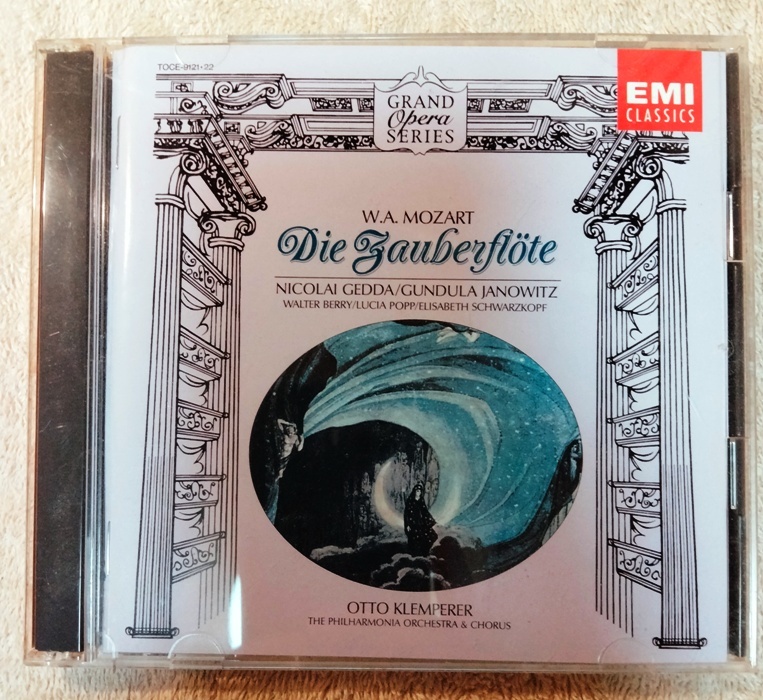 TOCE-9121·22
GRAND
Opera
SERIES
EMI
CLASSICS
W.A. MOZART
Die Zauberflöte
NICOLAI GEDDA/GUNDULA JANOWITZ
WALTER BERRY/LUCIA POPP/ELISABETH SCHWARZKOPF
OTTO KLEMPERER
THE PHILHARMONIA ORCHESTRA & CHORUS